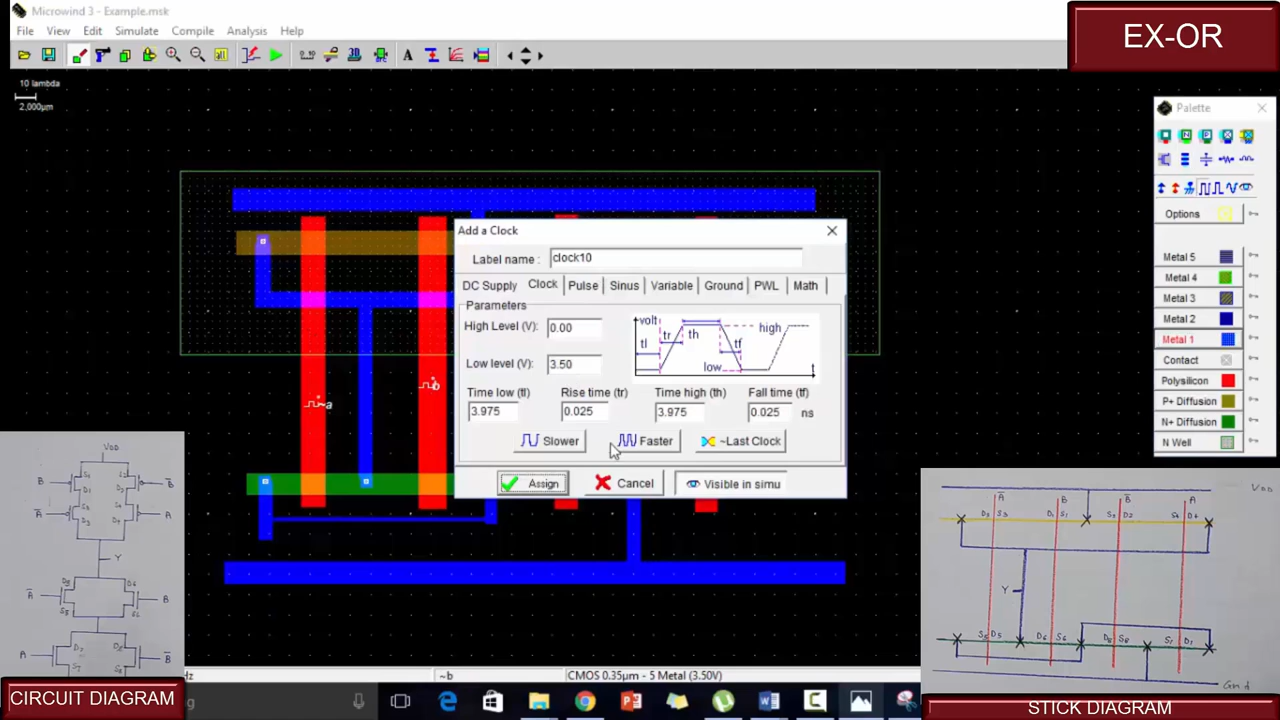 Microwind 3 - Example.msk
EX-OR
File View Edit Simulate Compile Analysis Help
10 lambda
2,000µm
Palette
Options
Metal 5
Metal 4
Metal 3
Metal 2
Metal 1
Contact
Polysilicon
P+ Diffusion
N+ Diffusion
N Well
Add a Clock
Label name : clock10
DC Supply Clock Pulse Sinus Variable Ground PWL Math
Parameters
High Level (V): 0.00
Low level (V): 3.50
volt
tl tr th tf
high
low
t
Time low (tl) Rise time (tr) Time high (th) Fall time (tf)
3.975 0.025 3.975 0.025 ns
Slower Faster ~Last Clock
Assign Cancel Visible in simu
~a
b
Hz
~b
CMOS 0.35µm - 5 Metal (3.50V)
VDD
B
A
Y
B
A
CIRCUIT DIAGRAM
A B B A
VDD
Y
Gnd
STICK DIAGRAM